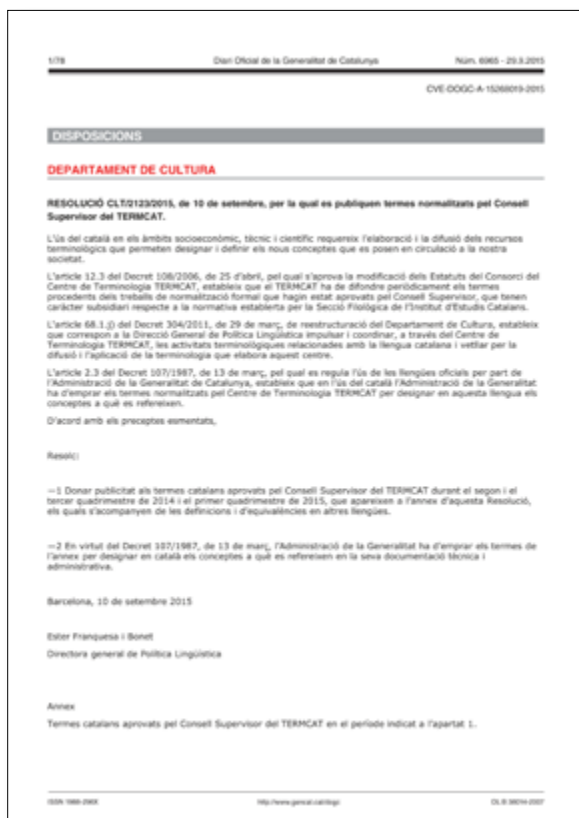 1/78 Diari Oficial de la Generalitat de Catalunya Núm. 6965 - 29.9.2015
CVE-DOGC-A-15268019-2015
DISPOSICIONS
DEPARTAMENT DE CULTURA
RESOLUCIÓ CLT/2123/2015, de 10 de setembre, per la qual es publiquen termes normalitzats pel Consell
Supervisor del TERMCAT.
L'ús del català en els àmbits socioeconòmic, tècnic i científic requereix l'elaboració i la difusió dels recursos
terminològics que permeten designar i definir els nous conceptes que es posen en circulació a la nostra
societat.
L'article 12.3 del Decret 108/2006, de 25 d'abril, pel qual s'aprova la modificació dels Estatuts del Consorci del
Centre de Terminologia TERMCAT, estableix que el TERMCAT ha de difondre periòdicament els termes
procedents dels treballs de normalització formal que hagin estat aprovats pel Consell Supervisor, que tenen
caràcter subsidiari respecte a la normativa establerta per la Secció Filològica de l'Institut d'Estudis Catalans.
L'article 68.1.j) del Decret 304/2011, de 29 de març, de reestructuració del Departament de Cultura, estableix
que correspon a la Direcció General de Política Lingüística impulsar i coordinar, a través del Centre de
Terminologia TERMCAT, les activitats terminològiques relacionades amb la llengua catalana i vetllar per la
difusió i l'aplicació de la terminologia que elabora aquest centre.
L'article 2.3 del Decret 107/1987, de 13 de març, pel qual es regula l'ús de les llengües oficials per part de
l'Administració de la Generalitat de Catalunya, estableix que en l'ús del català l'Administració de la Generalitat
ha d'emprar els termes normalitzats pel Centre de Terminologia TERMCAT per designar en aquesta llengua els
conceptes a què es refereixen.
D'acord amb els preceptes esmentats,
Resolc:
—1 Donar publicitat als termes catalans aprovats pel Consell Supervisor del TERMCAT durant el segon i el
tercer quadrimestre de 2014 i el primer quadrimestre de 2015, que apareixen a l'annex d'aquesta Resolució,
els quals s'acompanyen de les definicions i d'equivalències en altres llengües.
—2 En virtut del Decret 107/1987, de 13 de març, l'Administració de la Generalitat ha d'emprar els termes de
l'annex per designar en català els conceptes a què es refereixen en la seva documentació tècnica i
administrativa.
Barcelona, 10 de setembre 2015
Ester Franquesa i Bonet
Directora general de Política Lingüística
Annex
Termes catalans aprovats pel Consell Supervisor del TERMCAT en el període indicat a l'apartat 1.
ISSN 1988-298X http://www.gencat.cat/dogc DL B 38014-2007